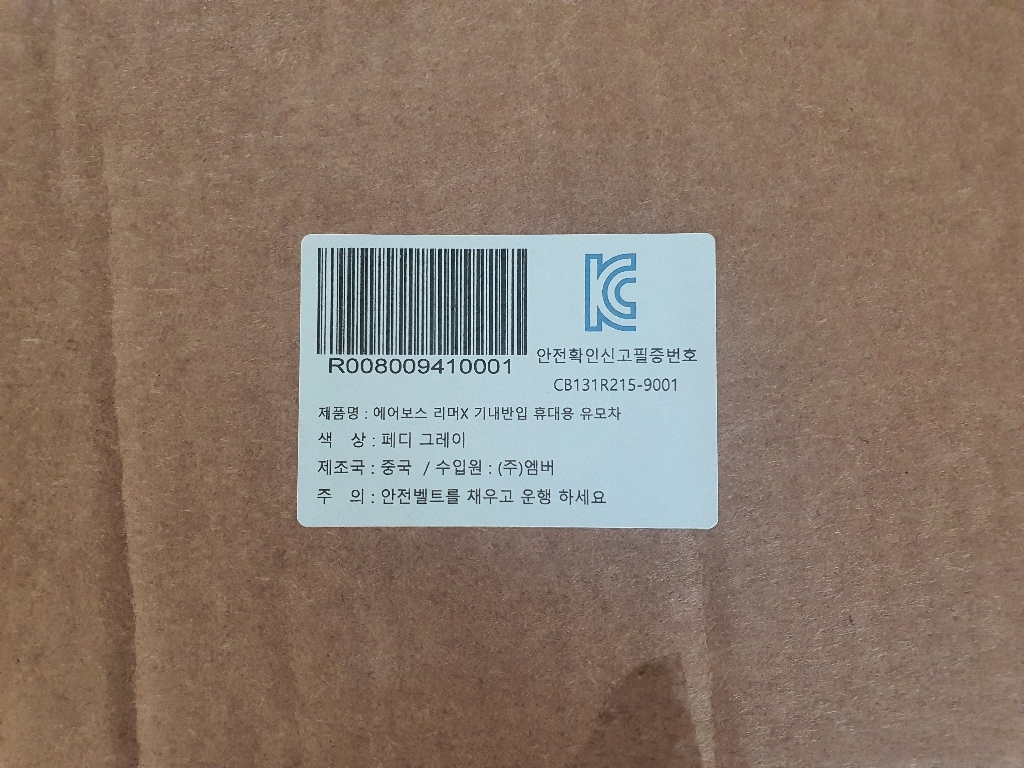 KC
R008009410001
안전확인신고필증번호
CB131R215-9001
제품명 : 에어보스 리머X 기내반입 휴대용 유모차
색 상 : 페디 그레이
제조국 : 중국 / 수입원 : (주)엠버
주 의 : 안전벨트를 채우고 운행 하세요